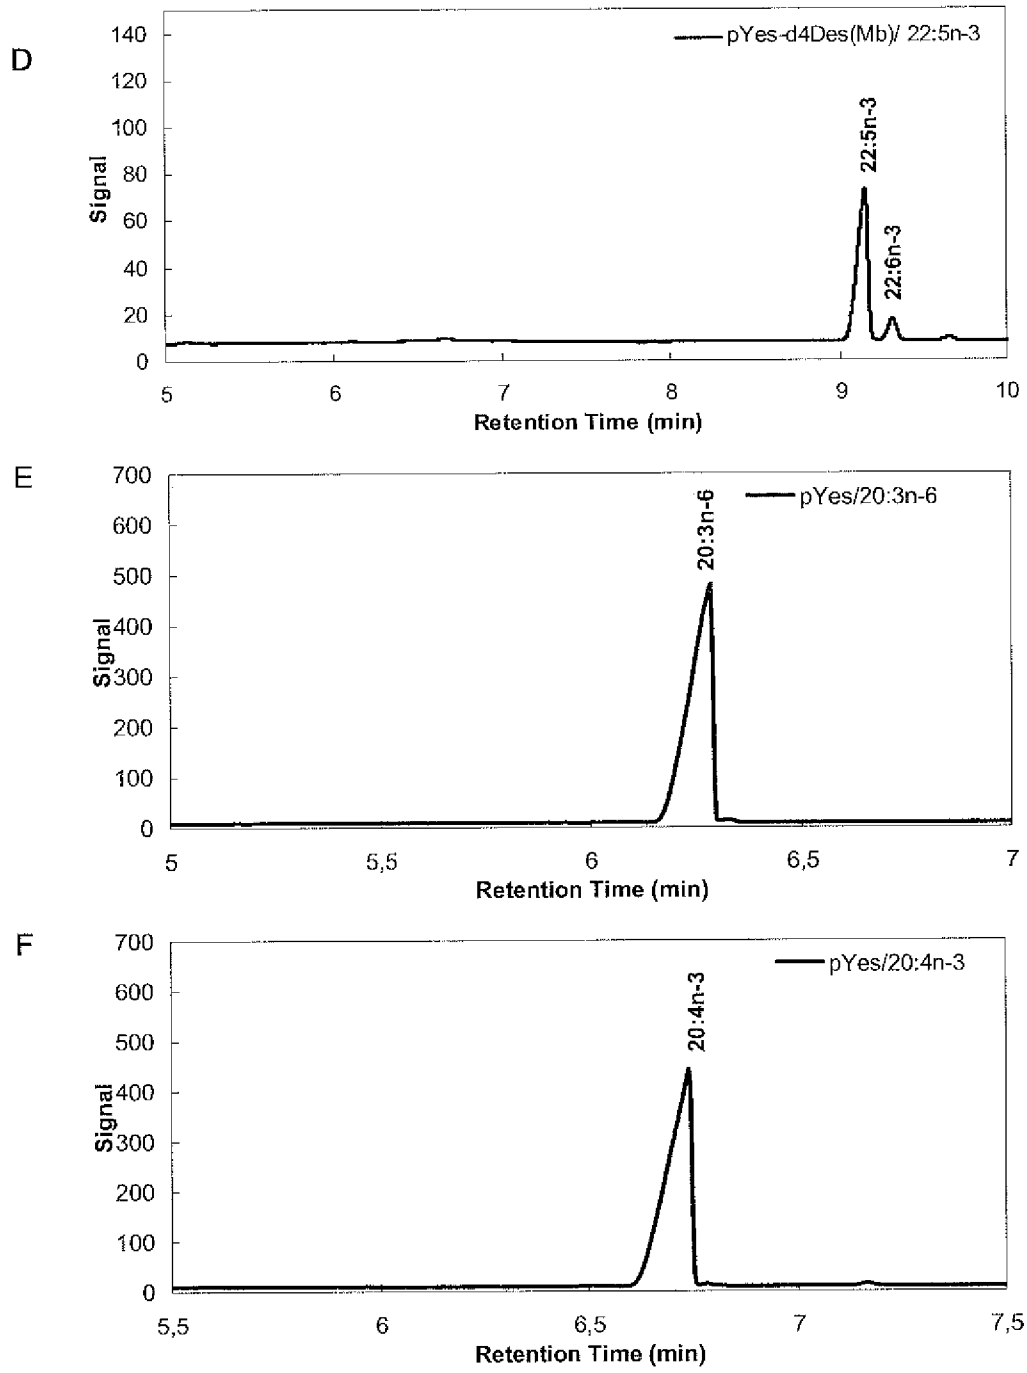 D
pYes-d4Des(Mb)/ 22:5n-3
140
120
100
80
60
40
20
0
Signal
22:5n-3
22:6n-3
5 6 7 8 9 10
Retention Time (min)
E
pYes/20:3n-6
700
600
500
400
300
200
100
0
Signal
20:3n-6
5 5,5 6 6,5 7
Retention Time (min)
F
pYes/20:4n-3
700
600
500
400
300
200
100
0
Signal
20:4n-3
5,5 6 6,5 7 7,5
Retention Time (min)